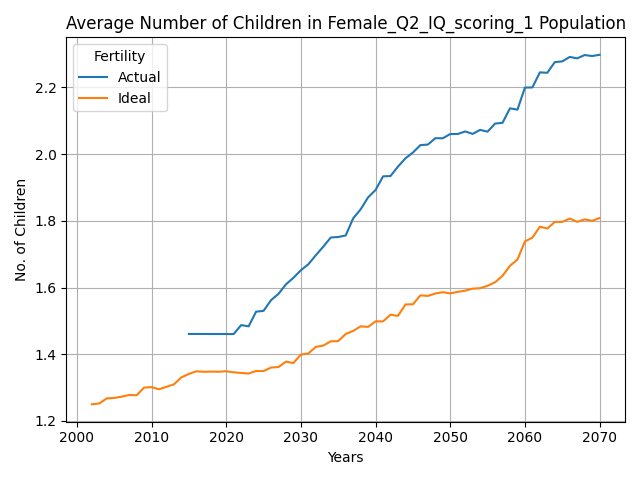 Average Number of Children in Female_Q2_IQ_scoring_1 Population
Fertility
Actual
Ideal
No. of Children
2.2
2.0
1.8
1.6
1.4
1.2
2000 2010 2020 2030 2040 2050 2060 2070
Years